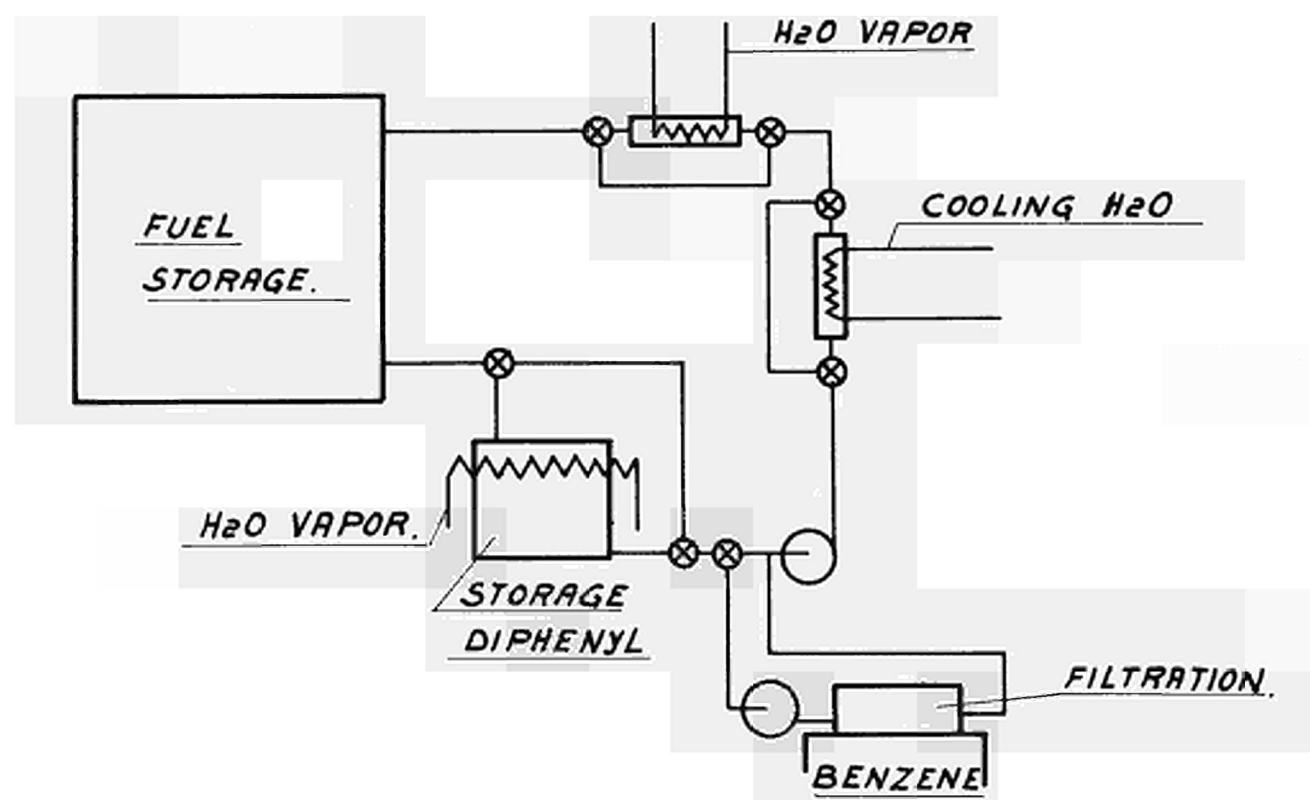 H2O VAPOR
COOLING H2O
FUEL
STORAGE.
H2O VAPOR.
STORAGE
DIPHENYL
FILTRATION.
BENZENE